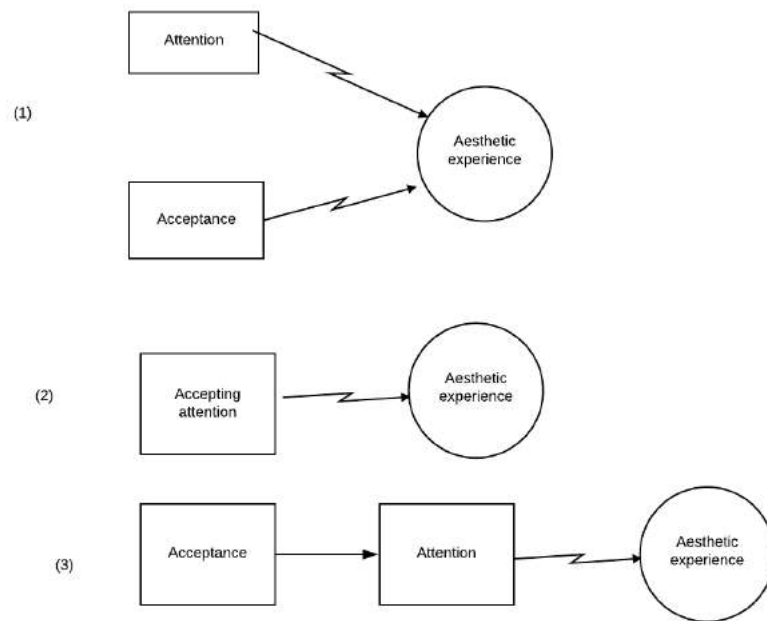 Attention
(1)
Aesthetic
experience
Acceptance
(2)
Accepting
attention
Aesthetic
experience
(3)
Acceptance
Attention
Aesthetic
experience